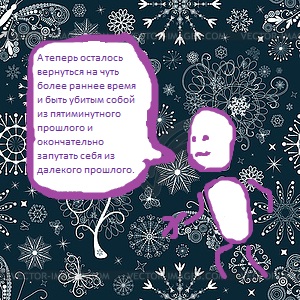 А теперь осталось
вернуться на чуть
более раннее время
и быть убитым собой
из пятиминутного
прошлого и
окончательно
запутать себя из
далекого прошлого.